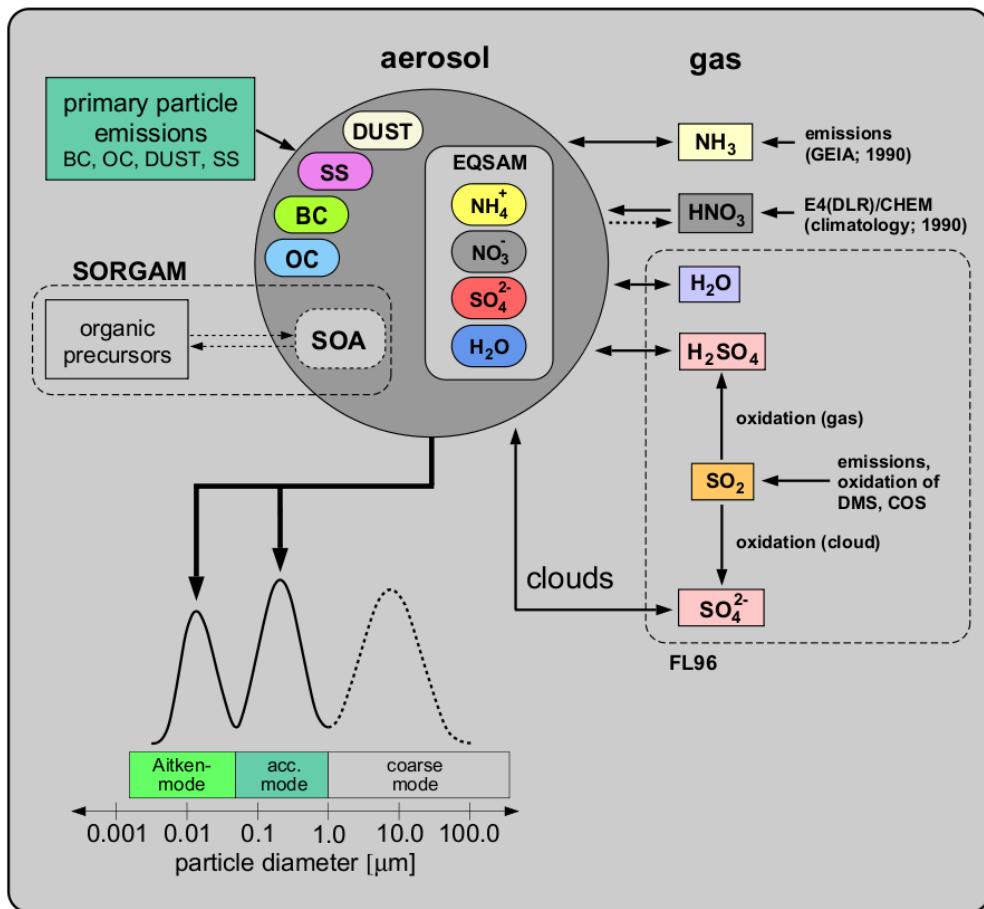 aerosol
gas
primary particle
emissions
BC, OC, DUST, SS
DUST
SS
BC
OC
EQSAM
NH₄⁺
NO₃⁻
SO₄²⁻
H₂O
SORGAM
organic
precursors
SOA
NH₃
emissions
(GEIA; 1990)
HNO₃
E4(DLR)/CHEM
(climatology; 1990)
H₂O
H₂SO₄
oxidation (gas)
SO₂
emissions,
oxidation of
DMS, COS
oxidation (cloud)
clouds
SO₄²⁻
FL96
Aitken-
mode
acc.
mode
coarse
mode
0.001 0.01 0.1 1.0 10.0 100.0
particle diameter [μm]